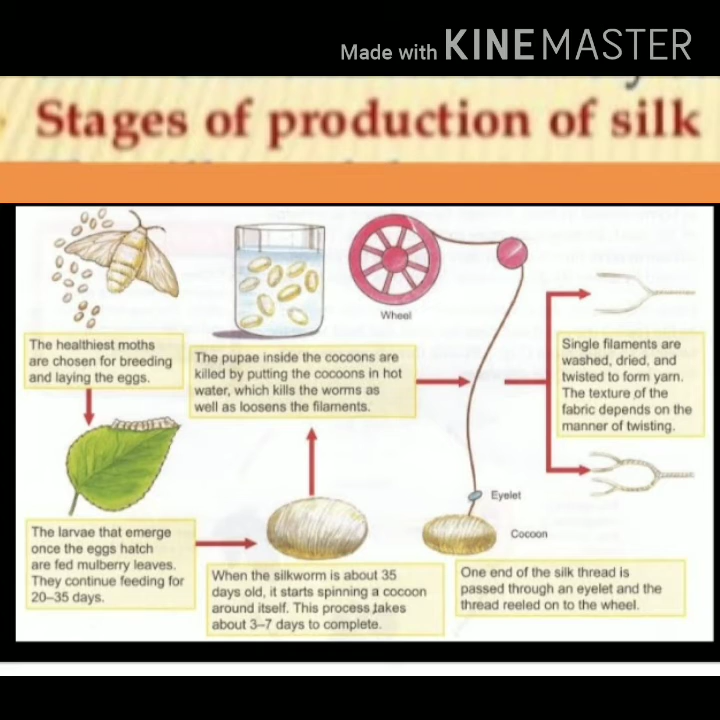 Made with KINEMASTER
Stages of production of silk
Wheel
The healthiest moths
are chosen for breeding
and laying the eggs.
The pupae inside the cocoons are
killed by putting the cocoons in hot
water, which kills the worms as
well as loosens the filaments.
Single filaments are
washed, dried, and
twisted to form yarn.
The texture of the
fabric depends on the
manner of twisting.
Eyelet
Cocoon
The larvae that emerge
once the eggs hatch
are fed mulberry leaves.
They continue feeding for
20–35 days.
When the silkworm is about 35
days old, it starts spinning a cocoon
around itself. This process takes
about 3–7 days to complete.
One end of the silk thread is
passed through an eyelet and the
thread reeled on to the wheel.